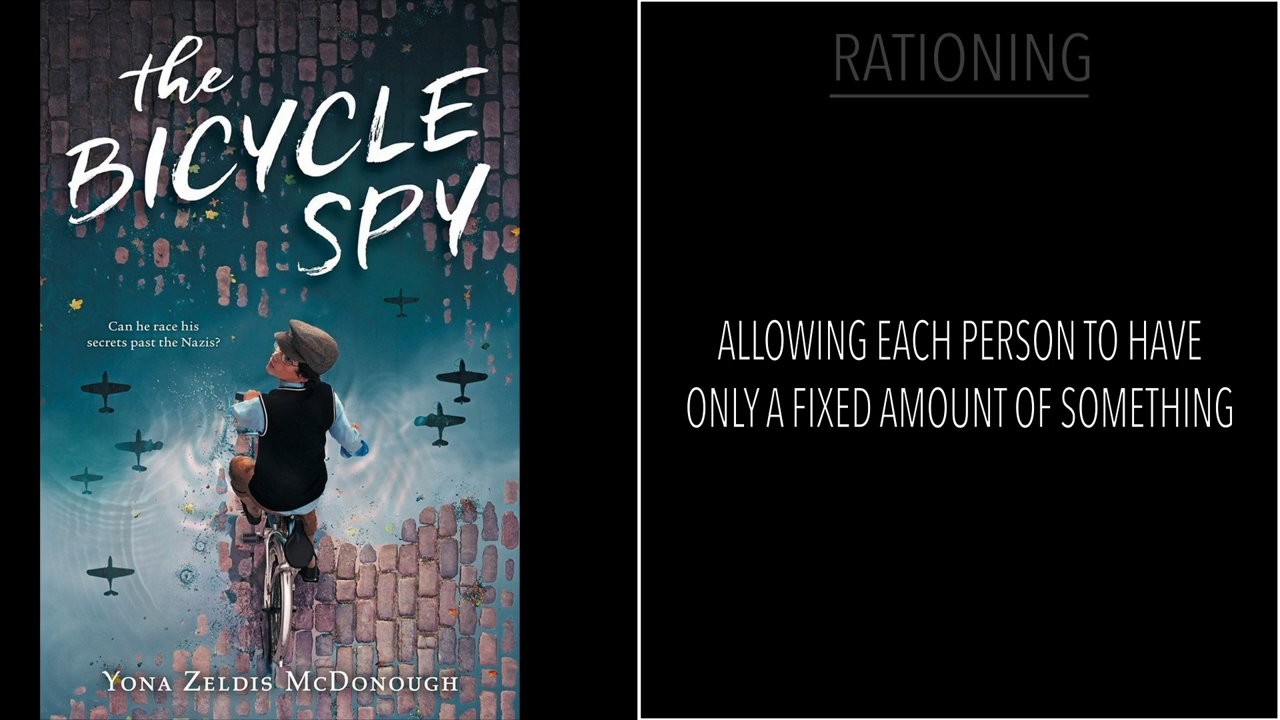 the
BICYCLE
SPY
Can he race his
secrets past the Nazis?
YONA ZELDIS MCDONOUGH
RATIONING
ALLOWING EACH PERSON TO HAVE
ONLY A FIXED AMOUNT OF SOMETHING